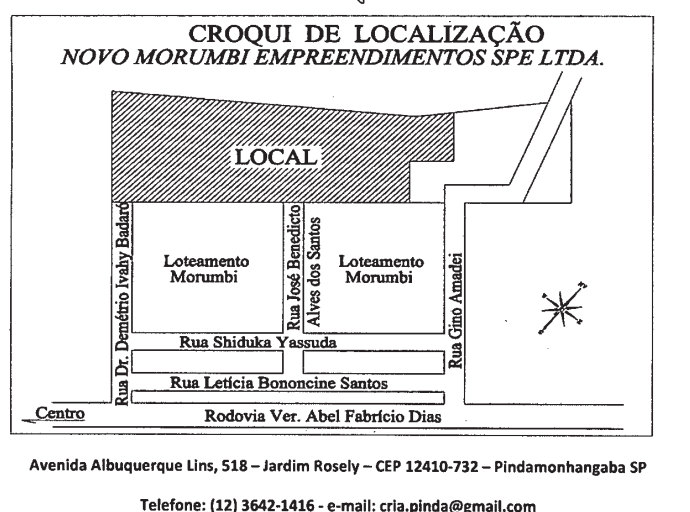 CROQUI DE LOCALIZAÇÃO
NOVO MORUMBI EMPREENDIMENTOS SPE LTDA.
LOCAL
Rua Dr. Demétrio Ivahy Badaró
Loteamento
Morumbi
Rua José Benedicto
Alves dos Santos
Loteamento
Morumbi
Rua Gino Amadei
Rua Shiduka Yassuda
Rua Letícia Bononcine Santos
Centro
Rodovia Ver. Abel Fabrício Dias
Avenida Albuquerque Lins, 518 – Jardim Rosely – CEP 12410-732 – Pindamonhangaba SP
Telefone: (12) 3642-1416 - e-mail: cria.pinda@gmail.com